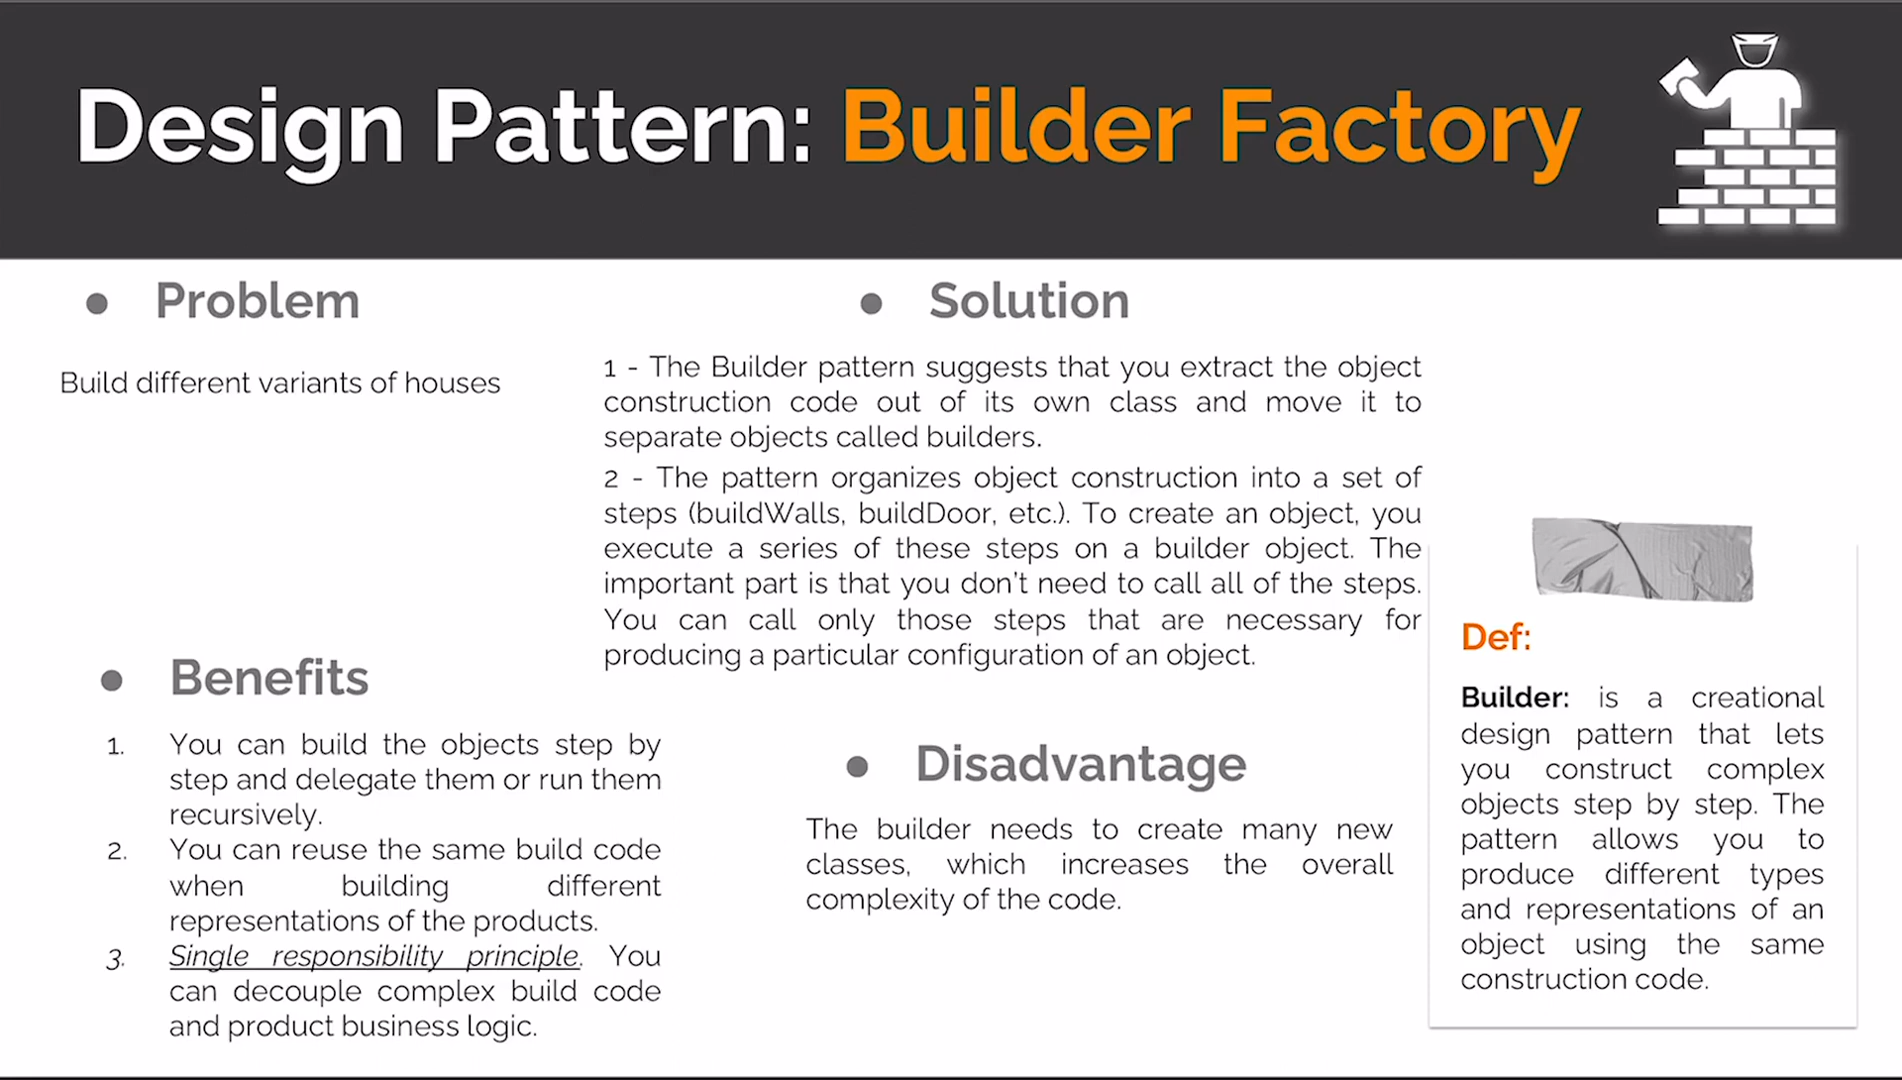 Design Pattern: Builder Factory
● Problem
Build different variants of houses
● Solution
1 - The Builder pattern suggests that you extract the object
construction code out of its own class and move it to
separate objects called builders.
2 - The pattern organizes object construction into a set of
steps (buildWalls, buildDoor, etc.). To create an object, you
execute a series of these steps on a builder object. The
important part is that you don't need to call all of the steps.
You can call only those steps that are necessary for
producing a particular configuration of an object.
● Benefits
1. You can build the objects step by
step and delegate them or run them
recursively.
2. You can reuse the same build code
when building different
representations of the products.
3. Single responsibility principle. You
can decouple complex build code
and product business logic.
● Disadvantage
The builder needs to create many new
classes, which increases the overall
complexity of the code.
Def:
Builder: is a creational
design pattern that lets
you construct complex
objects step by step. The
pattern allows you to
produce different types
and representations of an
object using the same
construction code.